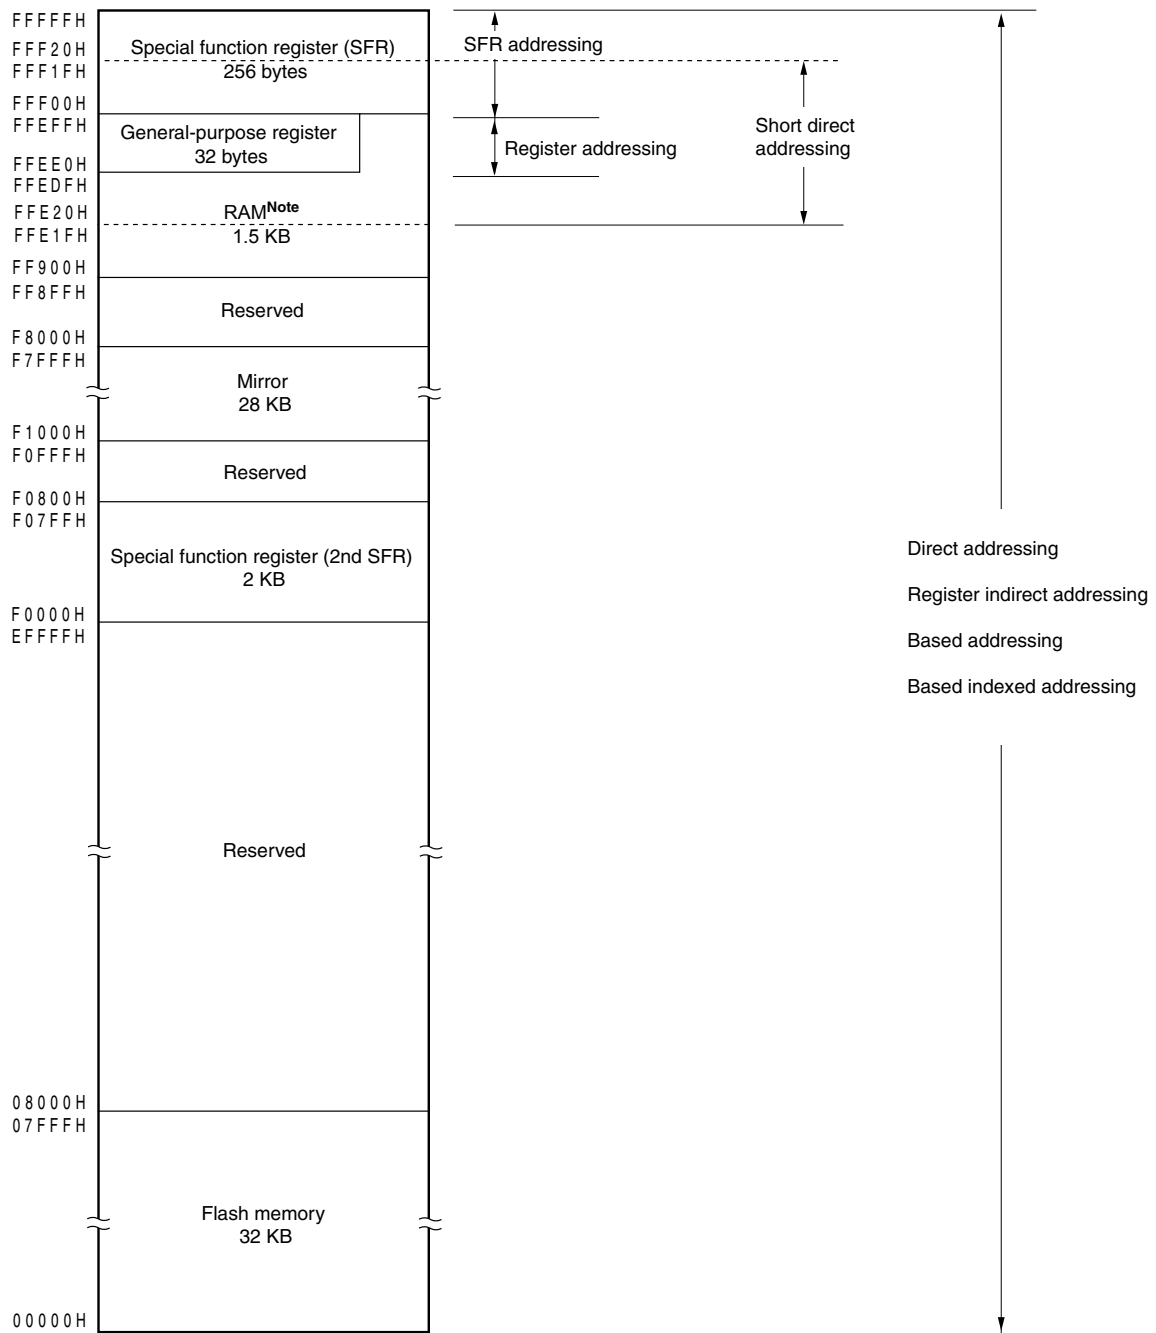 FFFFFH
SFR addressing
FFF20H
Special function register (SFR)
256 bytes
FFF1FH
FFF00H
FFEFFH
General-purpose register
32 bytes
Register addressing
Short direct
addressing
FFEE0H
FFEDFH
FFE20H
RAMNote
1.5 KB
FFE1FH
FF900H
FF8FFH
Reserved
F8000H
F7FFFH
Mirror
28 KB
F1000H
F0FFFH
Reserved
F0800H
F07FFH
Special function register (2nd SFR)
2 KB
Direct addressing
Register indirect addressing
Based addressing
Based indexed addressing
F0000H
EFFFFH
Reserved
08000H
07FFFH
Flash memory
32 KB
00000H